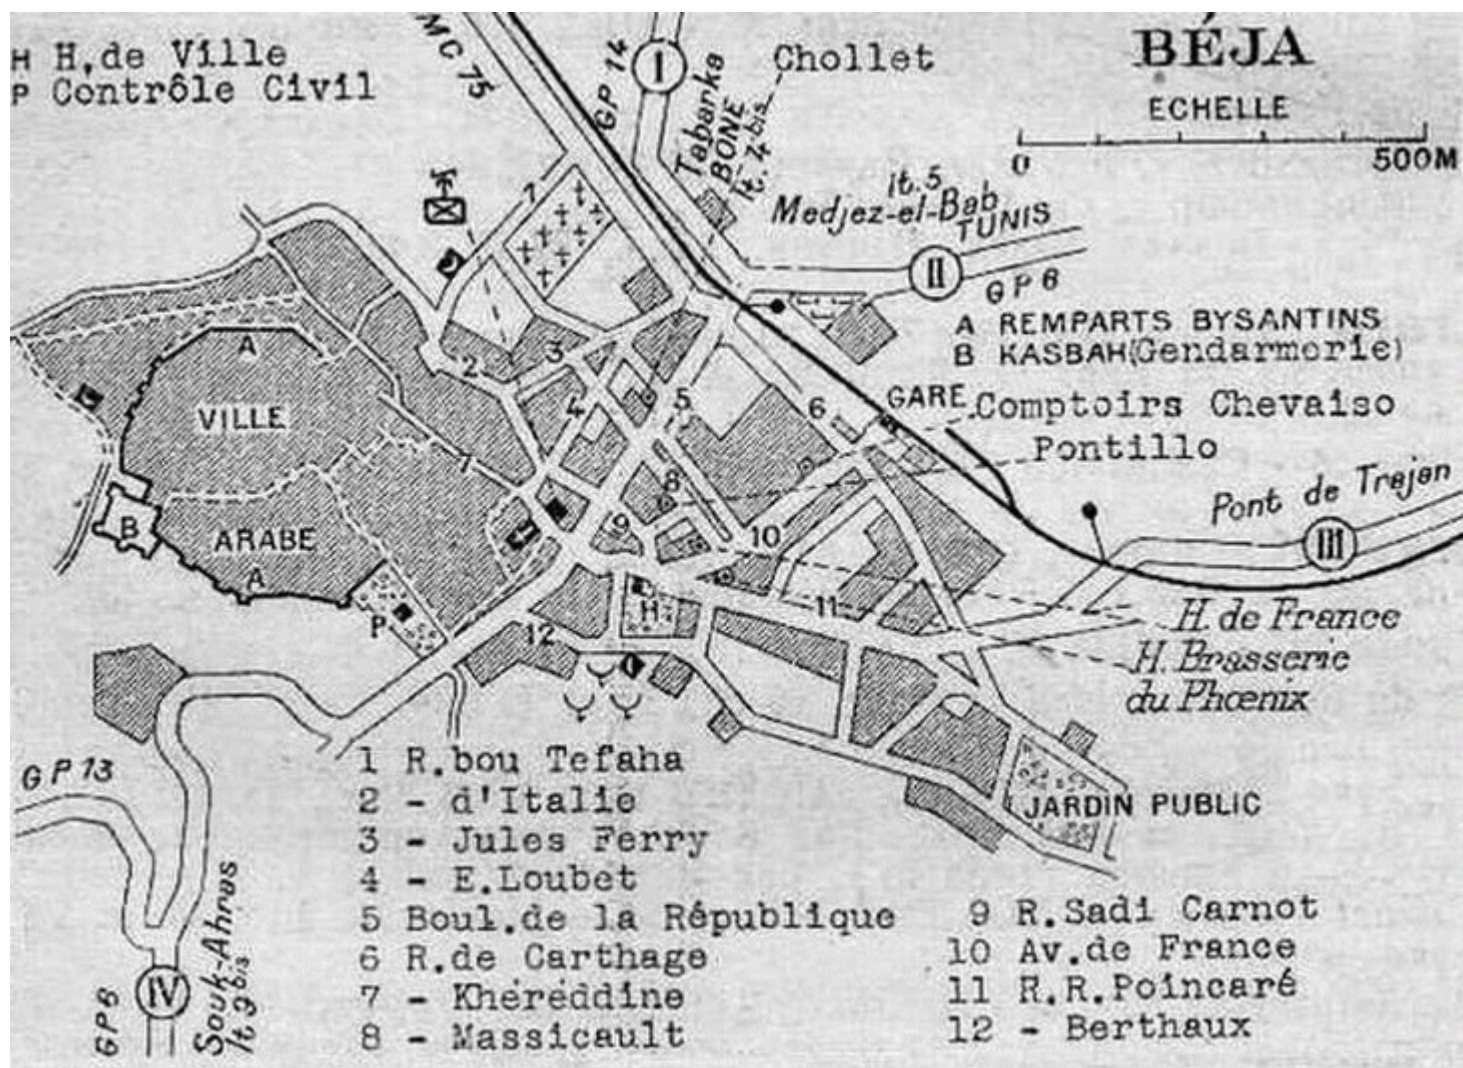 H H.de Ville
P Contrôle Civil
MC 75
GP 14
I
Tabarka
BONE
It.4 bis
Chollet
BÉJA
ECHELLE
0 500M
It.5
Medjez-el-Bab
TUNIS
II
GP 6
A REMPARTS BYSANTINS
B KASBAH (Gendarmerie)
GARE
Comptoirs Chevaiso
Pontillo
Pont de Trajan
III
H. de France
H. Brasserie
du Phœnix
1
2
3
4
5
6
7
8
9
10
11
12
A
VILLE
ARABE
A
B
P
H
JARDIN PUBLIC
GP 13
IV
GP6
Souk-Ahras
It 9 bis
1 R.bou Tefaha
2 - d'Italie
3 - Jules Ferry
4 - E.Loubet
5 Boul.de la République
6 R.de Carthage
7 - Khéréddine
8 - Massicault
9 R.Sadi Carnot
10 Av.de France
11 R.R.Poincaré
12 - Berthaux